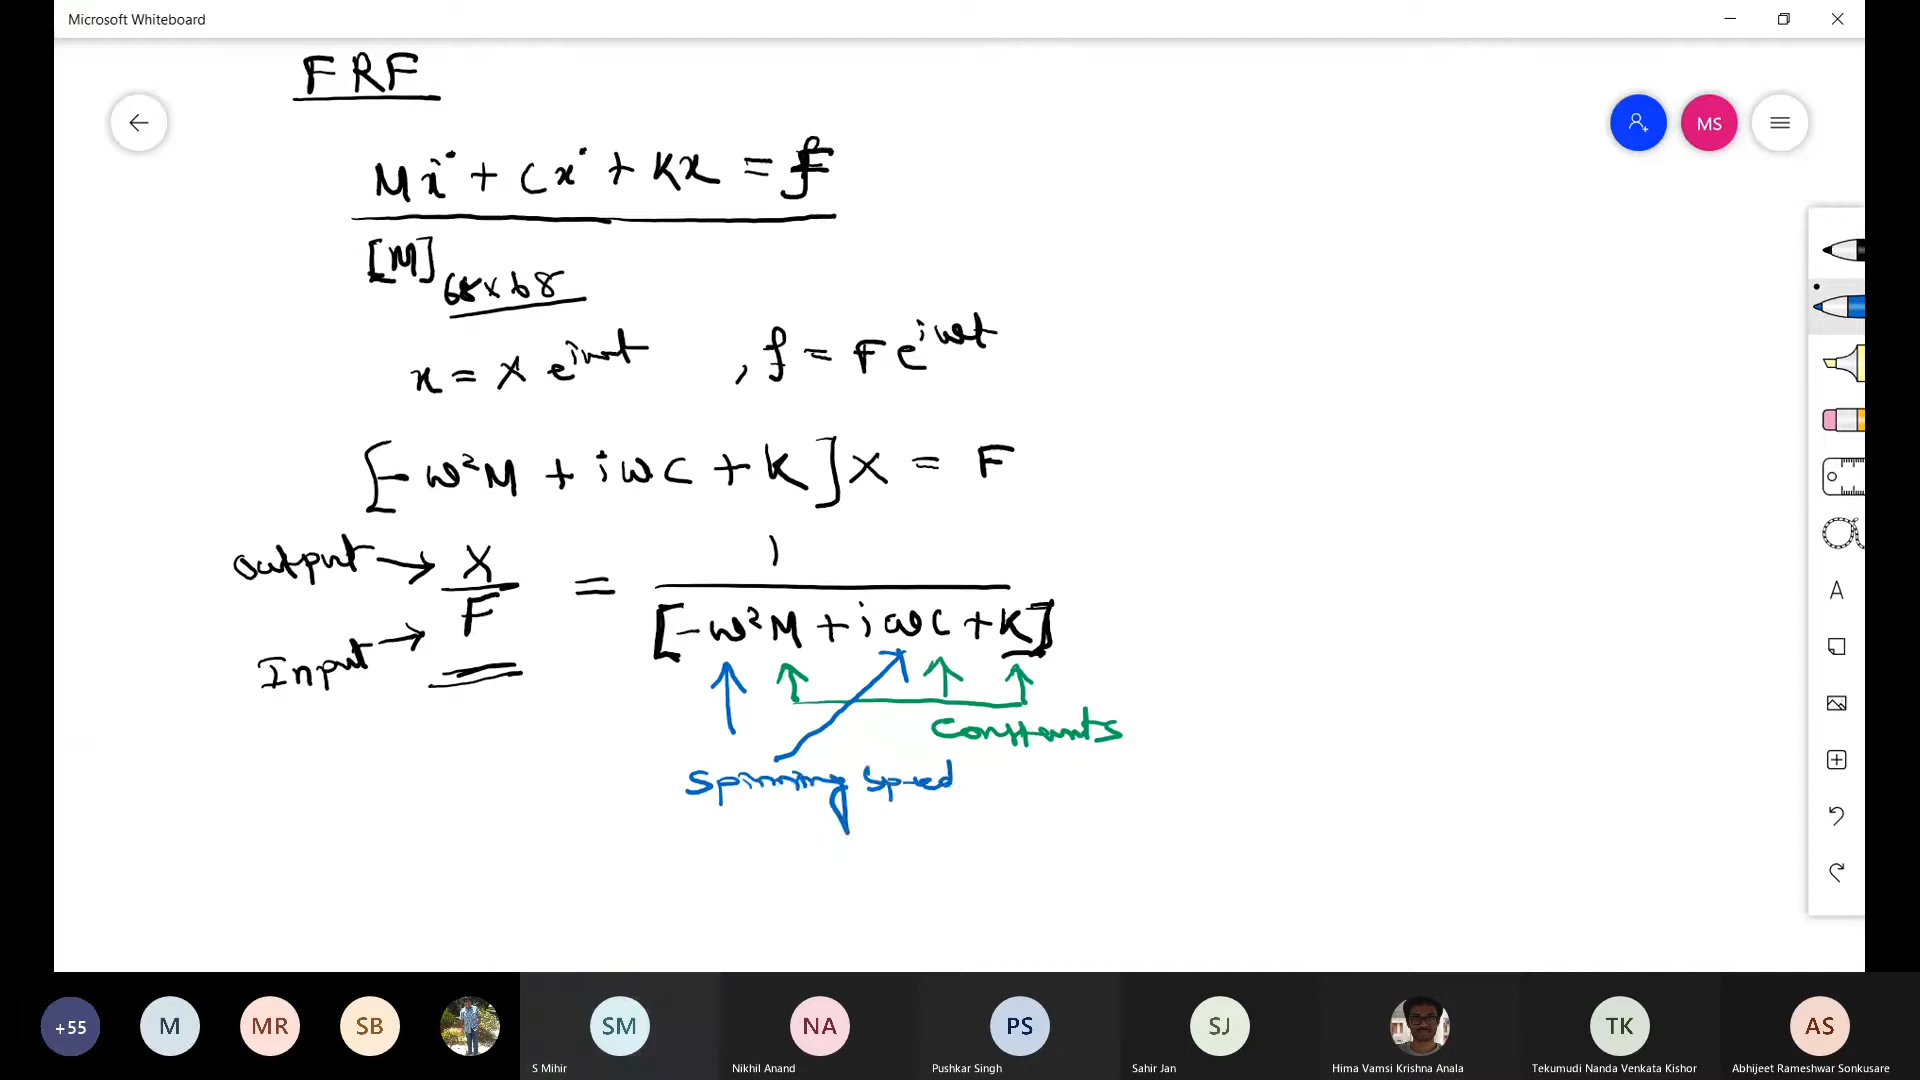 Microsoft Whiteboard
FRF
MS
Mẍ + Cẋ + Kx = f
[M]68x68
x = X e^iωt , f = F e^iωt
[-ω²M + iωC + K] X = F
Output → X/F = 1/[-ω²M + iωC + K]
Input →
Constants
Spinning Speed
A
+55 M MR SB SM NA PS SJ TK AS
S Mihir Nikhil Anand Pushkar Singh Sahir Jan Hima Vamsi Krishna Anala Tekumudi Nanda Venkata Kishor Abhijeet Rameshwar Sonkusare